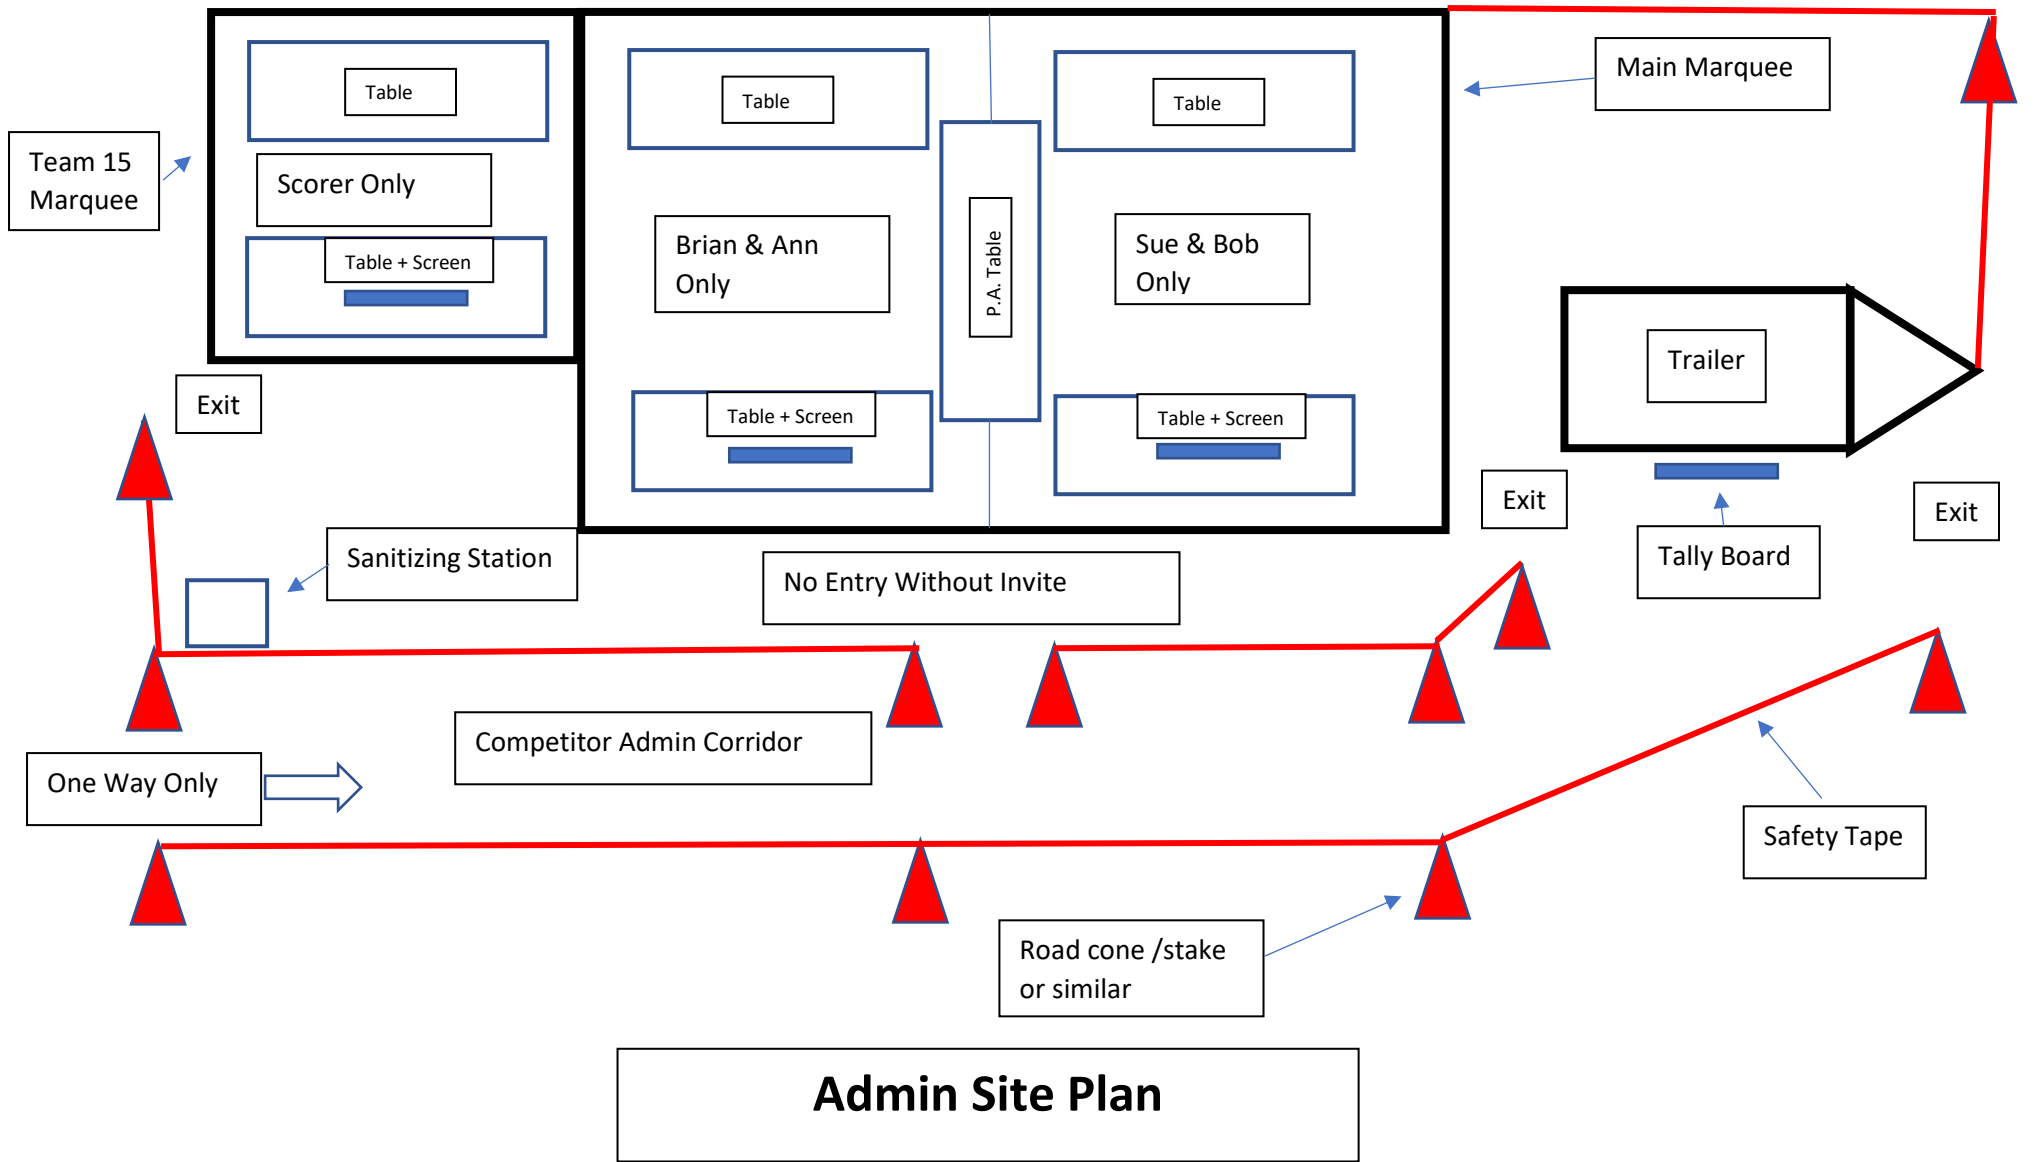 Table
Table
Table
Main Marquee
Team 15
Marquee
Scorer Only
Brian & Ann
Only
P.A. Table
Sue & Bob
Only
Table + Screen
Table + Screen
Table + Screen
Trailer
Exit
Exit
Exit
Tally Board
Sanitizing Station
No Entry Without Invite
Competitor Admin Corridor
One Way Only
Safety Tape
Road cone /stake
or similar
Admin Site Plan